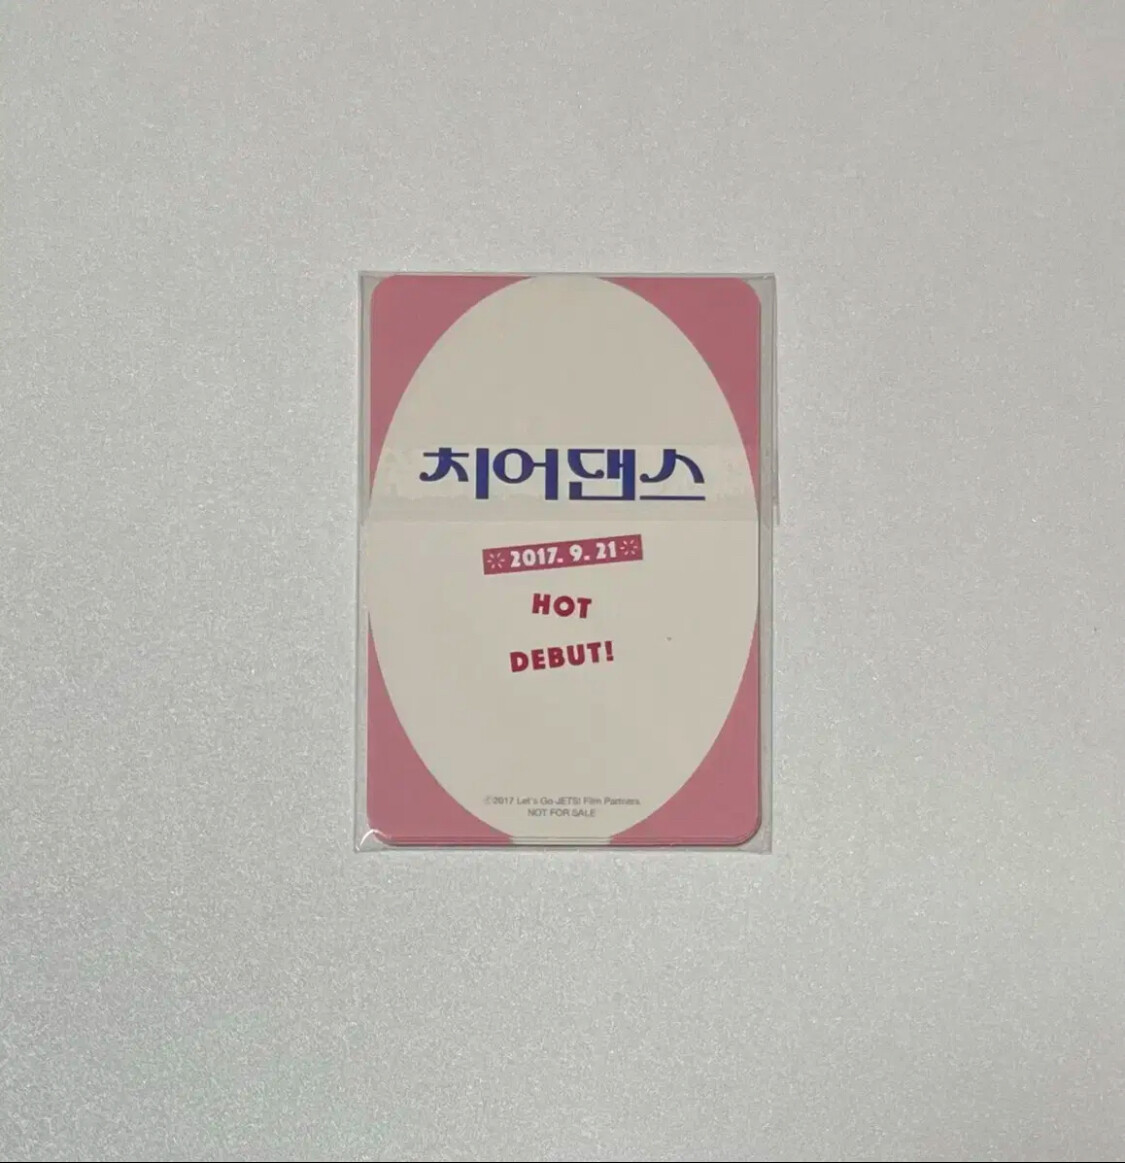 치어댄스
2017. 9. 21
HOT
DEBUT!
©2017 Let's Go JETS! Film Partners
NOT FOR SALE